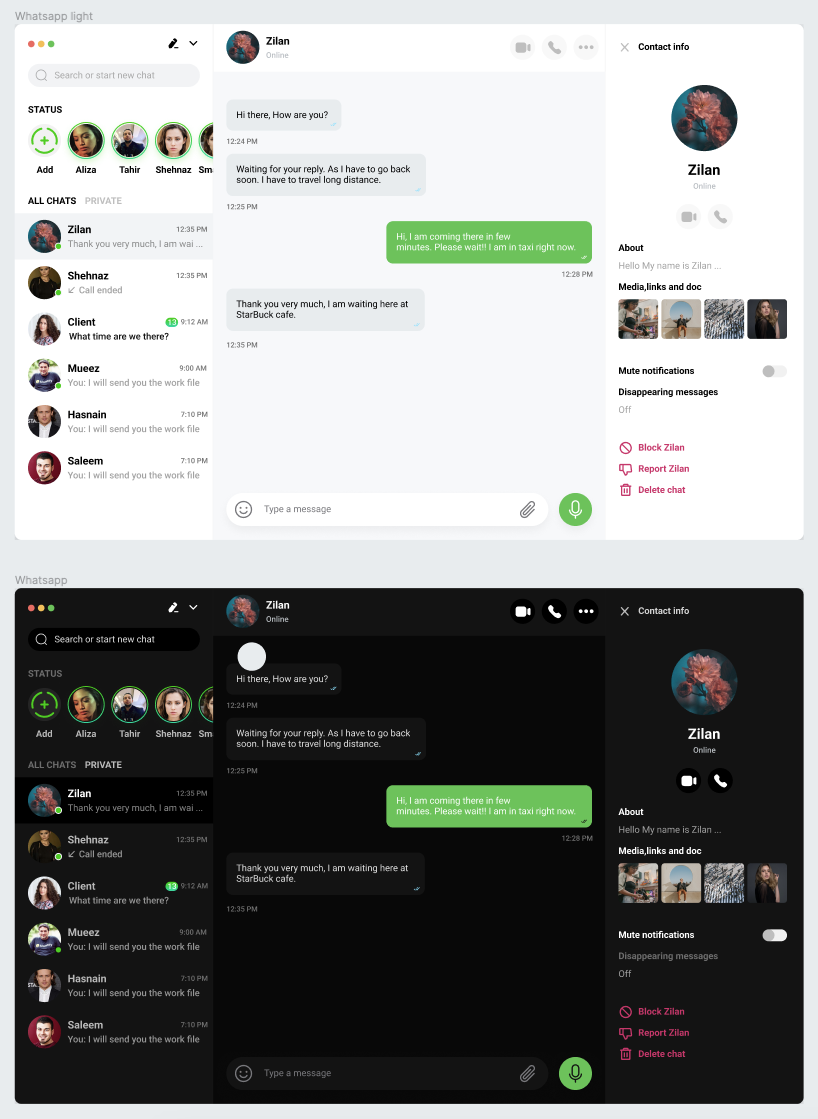 Whatsapp light
Search or start new chat
STATUS
Add
Aliza
Tahir
Shehnaz
Sm
ALL CHATS PRIVATE
Zilan 12:35 PM
Thank you very much, I am wai ...
Shehnaz 12:35 PM
Call ended
Client 13 9:12 AM
What time are we there?
Mueez 9:00 AM
You: I will send you the work file
Hasnain 7:10 PM
You: I will send you the work file
Saleem 7:10 PM
You: I will send you the work file
Zilan
Online
Hi there, How are you?
12:24 PM
Waiting for your reply. As I have to go back
soon. I have to travel long distance.
12:25 PM
Hi, I am coming there in few
minutes. Please wait!! I am in taxi right now.
12:28 PM
Thank you very much, I am waiting here at
StarBuck cafe.
12:35 PM
Type a message
Contact info
Zilan
Online
About
Hello My name is Zilan ...
Media,links and doc
Mute notifications
Disappearing messages
Off
Block Zilan
Report Zilan
Delete chat
Whatsapp
Search or start new chat
STATUS
Add
Aliza
Tahir
Shehnaz
Sm
ALL CHATS PRIVATE
Zilan 12:35 PM
Thank you very much, I am wai ...
Shehnaz 12:35 PM
Call ended
Client 13 9:12 AM
What time are we there?
Mueez 9:00 AM
You: I will send you the work file
Hasnain 7:10 PM
You: I will send you the work file
Saleem 7:10 PM
You: I will send you the work file
Zilan
Online
Hi there, How are you?
12:24 PM
Waiting for your reply. As I have to go back
soon. I have to travel long distance.
12:25 PM
Hi, I am coming there in few
minutes. Please wait!! I am in taxi right now.
12:28 PM
Thank you very much, I am waiting here at
StarBuck cafe.
12:35 PM
Type a message
Contact info
Zilan
Online
About
Hello My name is Zilan ...
Media,links and doc
Mute notifications
Disappearing messages
Off
Block Zilan
Report Zilan
Delete chat